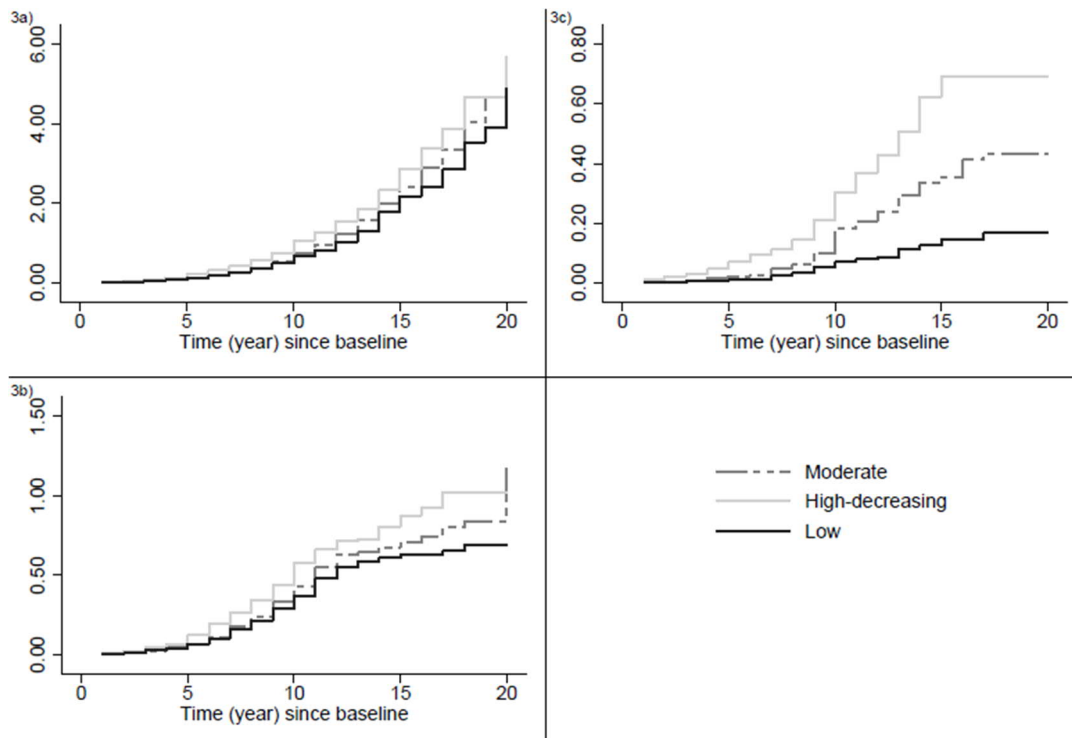 3a)
6.00
4.00
2.00
0.00
0 5 10 15 20
Time (year) since baseline
3c)
0.80
0.60
0.40
0.20
0.00
0 5 10 15 20
Time (year) since baseline
3b)
1.50
1.00
0.50
0.00
0 5 10 15 20
Time (year) since baseline
Moderate
High-decreasing
Low